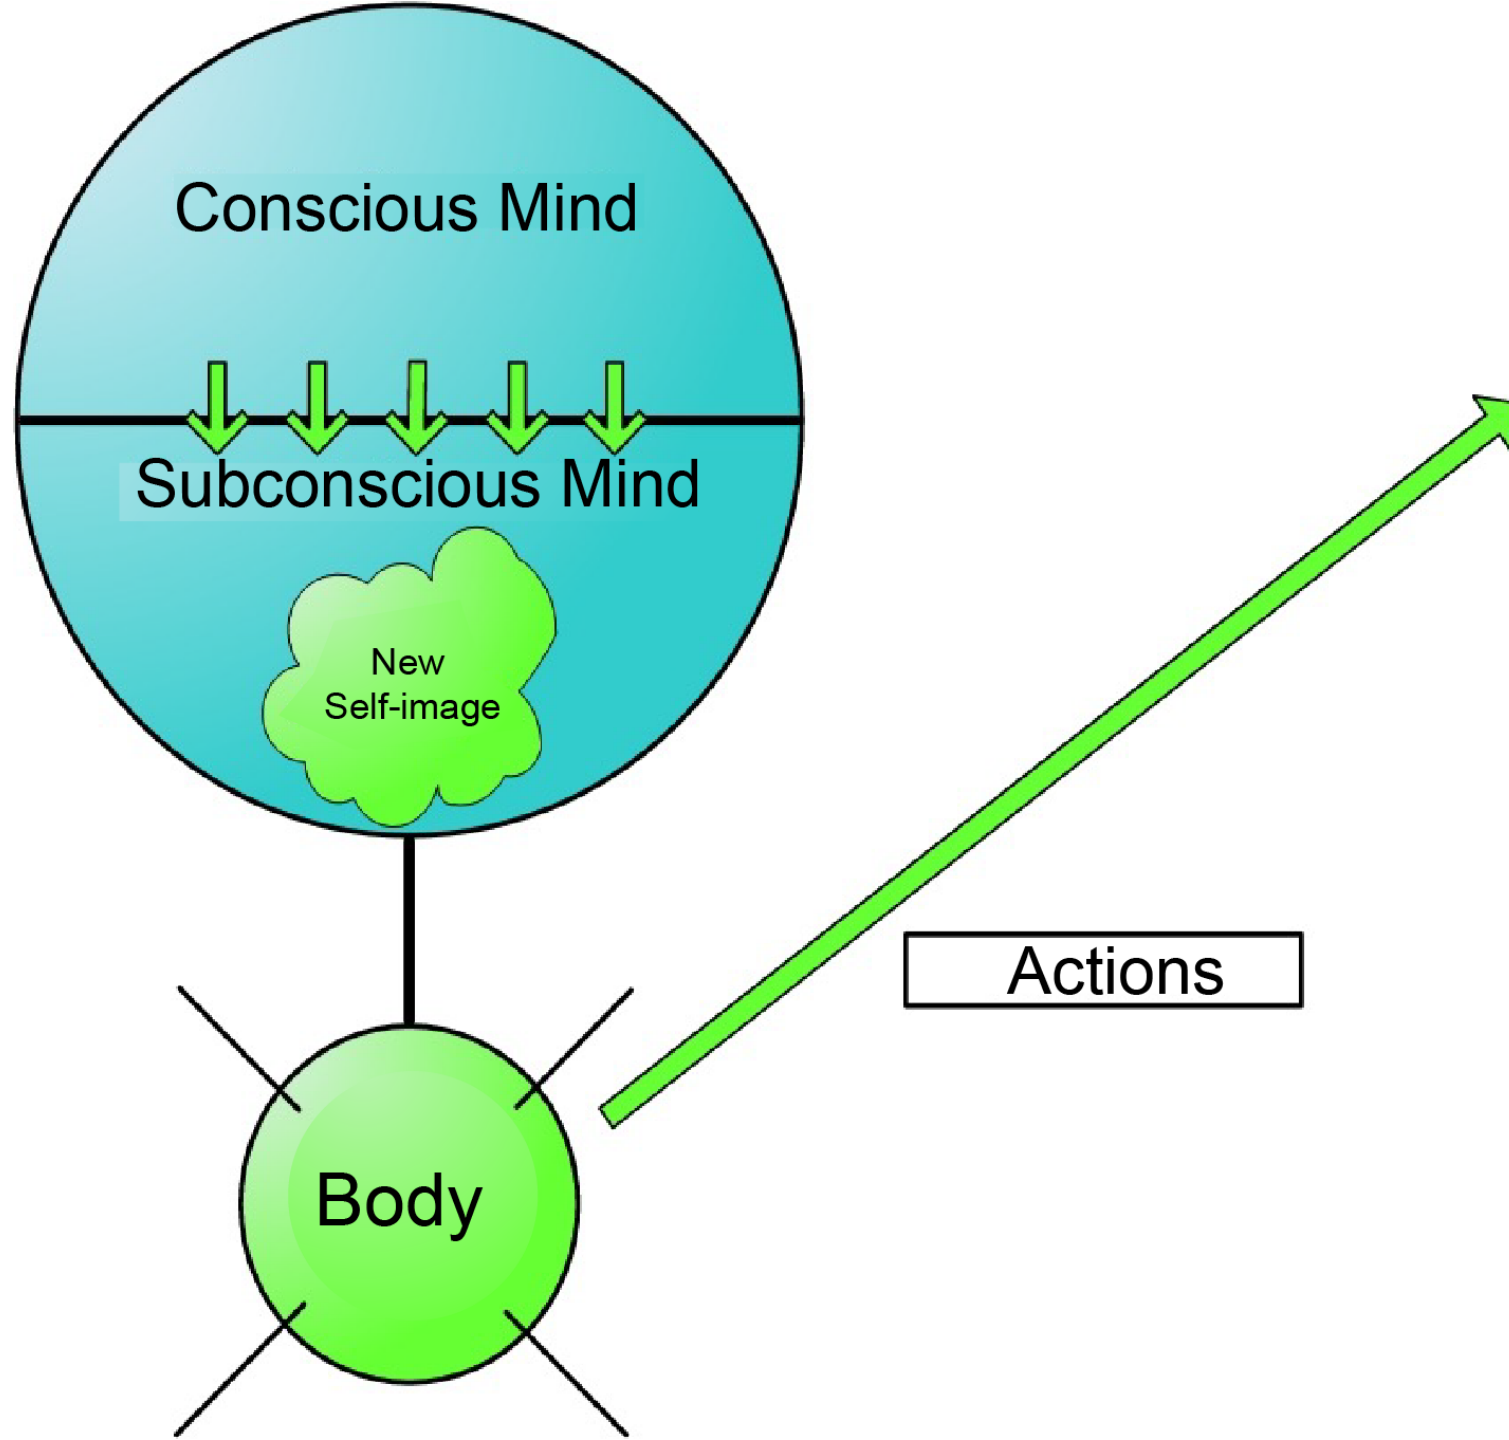 Conscious Mind
Subconscious Mind
New
Self-image
Actions
Body